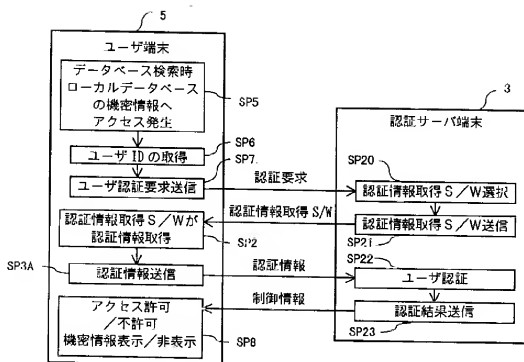 5
ユーザ端末
データベース検索時
ローカルデータベース
の機密情報へ
アクセス発生
SP5
ユーザIDの取得
SP6
ユーザ認証要求送信
SP7
認証要求
3
認証サーバ端末
SP20
認証情報取得S/W選択
認証情報取得S/W送信
SP21
認証情報取得S/W
認証情報取得S/Wが
認証情報取得
SP2
SP3A
認証情報送信
認証情報
SP22
ユーザ認証
認証結果送信
SP23
制御情報
アクセス許可
/不許可
機密情報表示/非表示
SP8